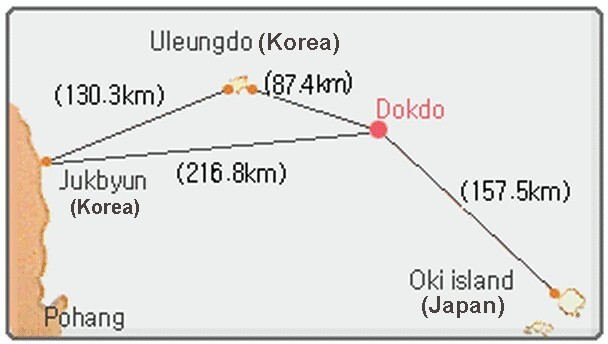 Uleungdo (Korea)
(130.3km)
(87.4km)
Dokdo
Jukbyun
(Korea)
(216.8km)
(157.5km)
Oki island
(Japan)
Pohang